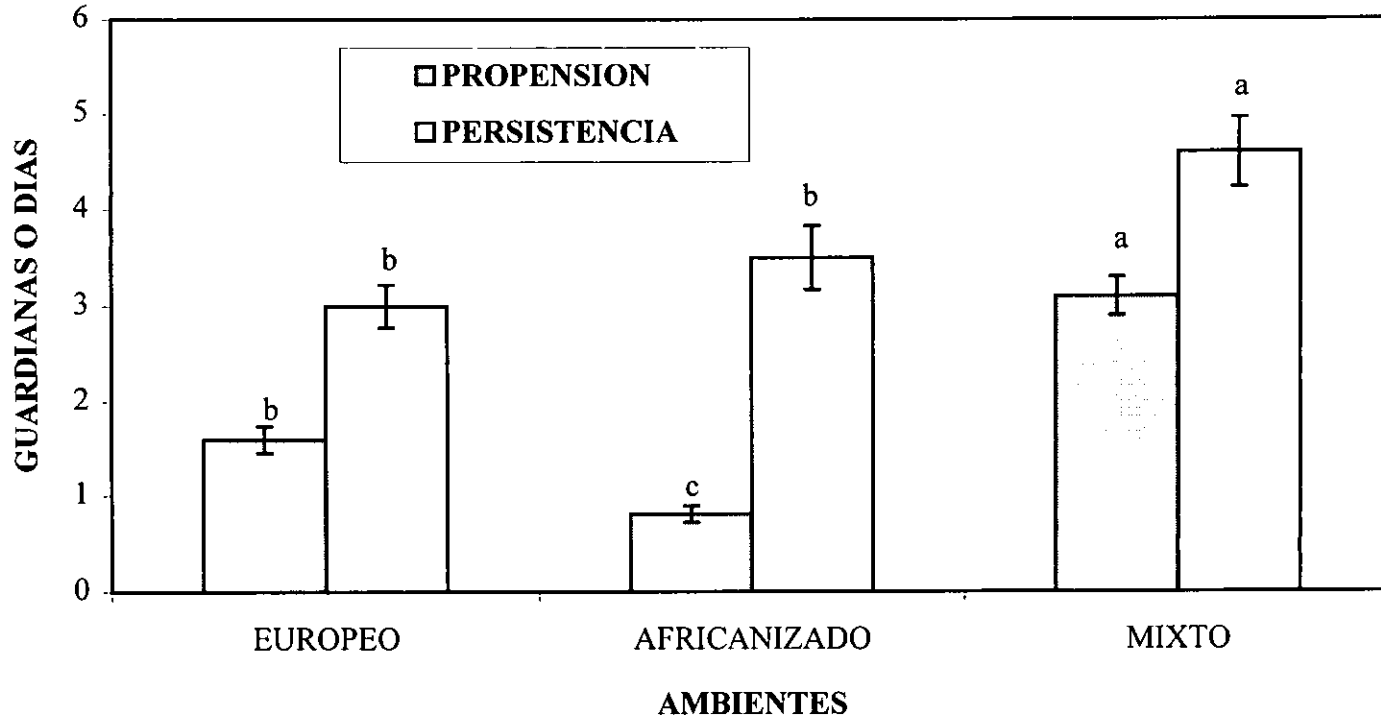 6
5
4
3
2
1
0
GUARDIANAS O DIAS
PROPENSION
PERSISTENCIA
b
b
c
b
a
a
EUROPEO
AFRICANIZADO
MIXTO
AMBIENTES